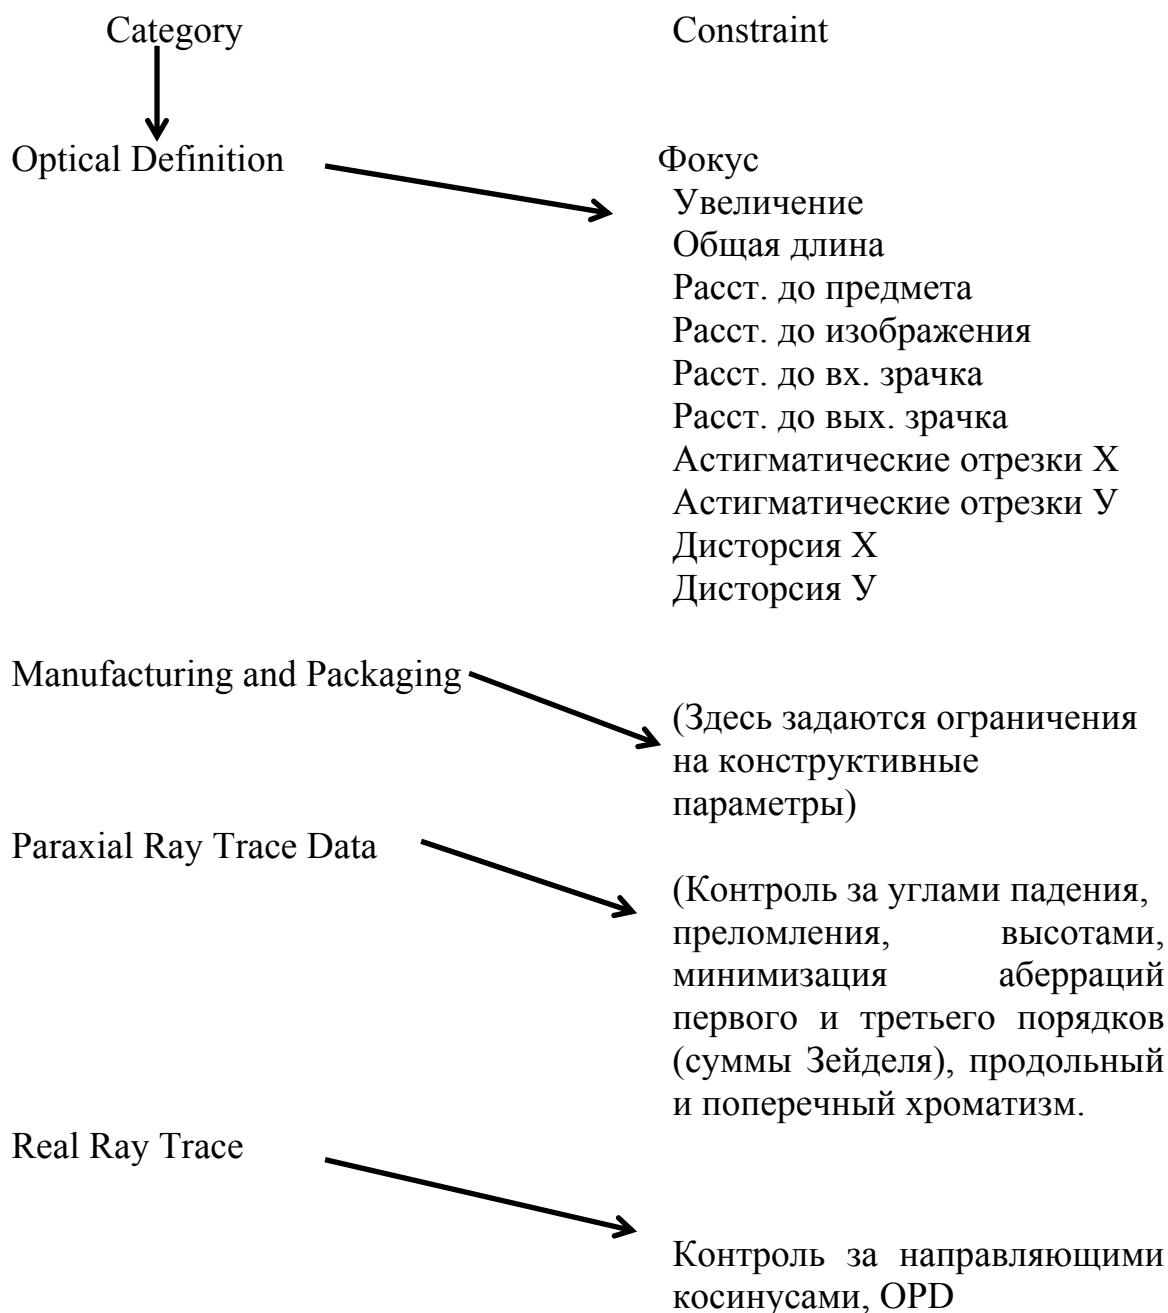 Category Constraint
Optical Definition Фокус
Увеличение
Общая длина
Расст. до предмета
Расст. до изображения
Расст. до вх. зрачка
Расст. до вых. зрачка
Астигматические отрезки Х
Астигматические отрезки У
Дисторсия Х
Дисторсия У
Manufacturing and Packaging
(Здесь задаются ограничения
на конструктивные
параметры)
Paraxial Ray Trace Data
(Контроль за углами падения,
преломления, высотами,
минимизация аберраций
первого и третьего порядков
(суммы Зейделя), продольный
и поперечный хроматизм.
Real Ray Trace
Контроль за направляющими
косинусами, OPD